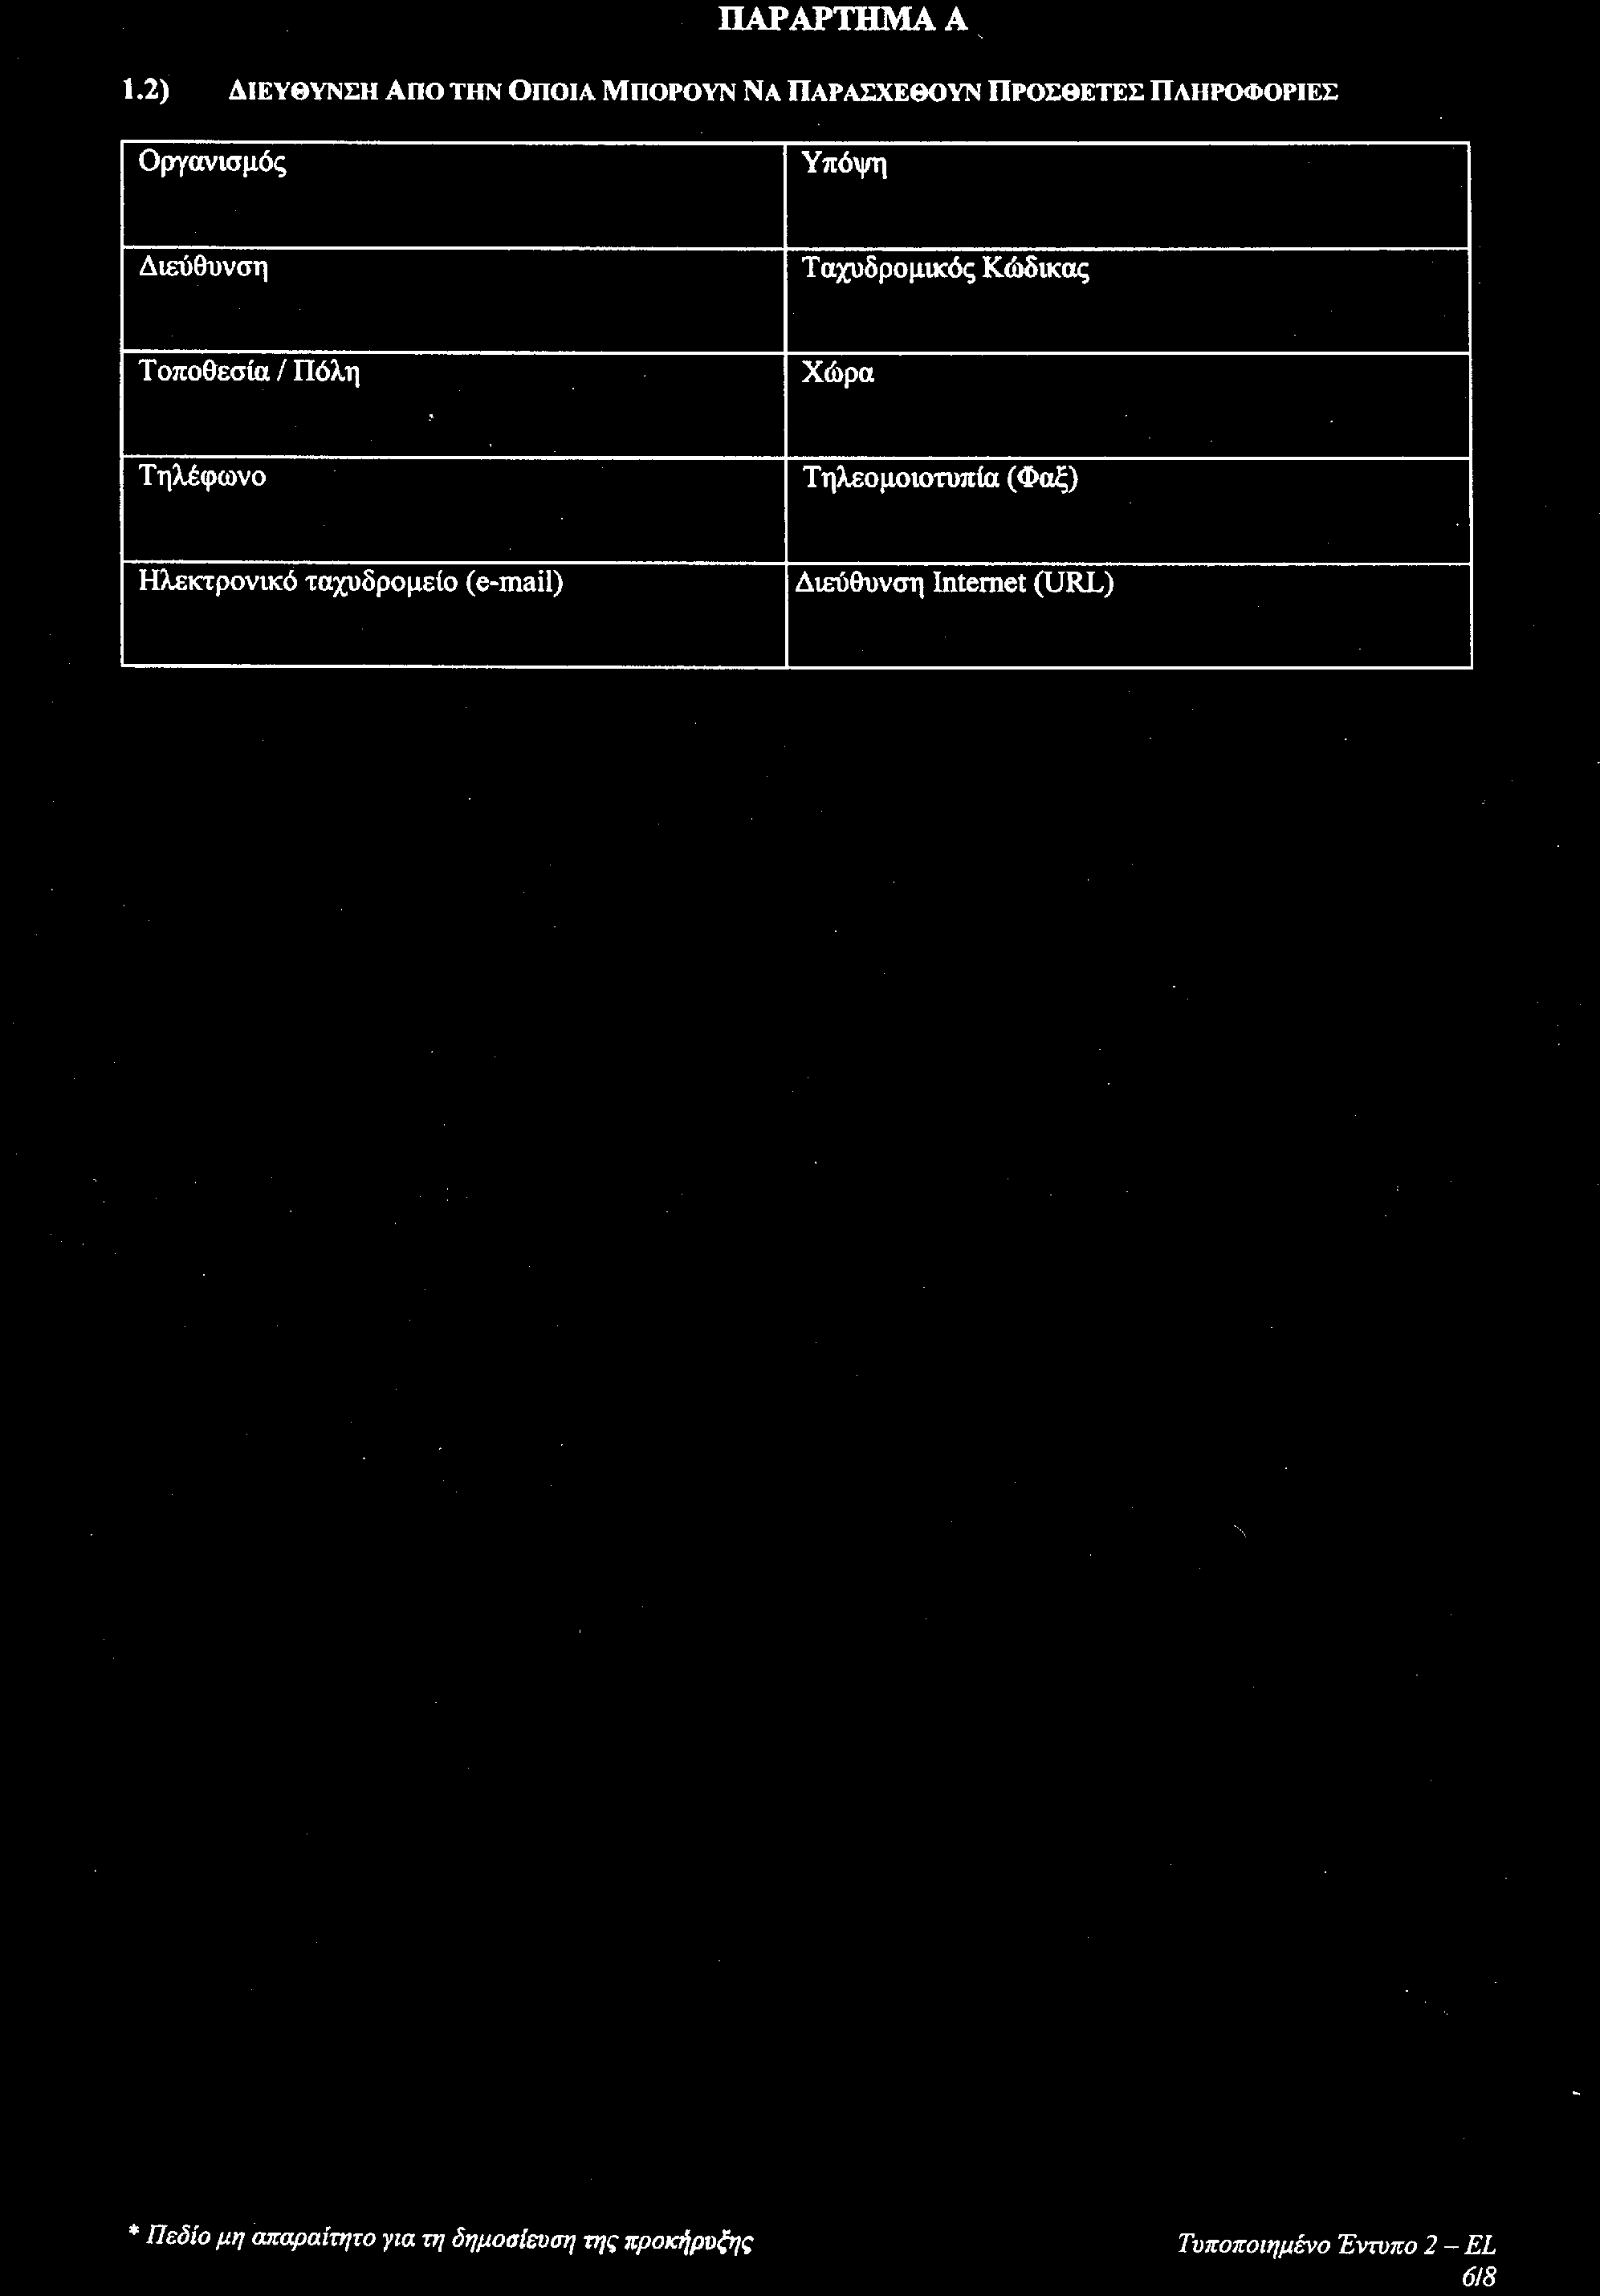 ΠΑΡΑΡΤΗΜΑ Α
1.2) ΔΙΕΥΘΥΝΣΗ ΑΠΟ ΤΗΝ ΟΠΟΙΑ ΜΠΟΡΟΥΝ ΝΑ ΠΑΡΑΣΧΕΘΟΥΝ ΠΡΟΣΘΕΤΕΣ ΠΛΗΡΟΦΟΡΙΕΣ
Οργανισμός Υπόψη
Διεύθυνση Ταχυδρομικός Κώδικας
Τοποθεσία / Πόλη Χώρα
Τηλέφωνο Τηλεομοιοτυπία (Φαξ)
Ηλεκτρονικό ταχυδρομείο (e-mail) Διεύθυνση Internet (URL)
* Πεδίο μη απαραίτητο για τη δημοσίευση της προκήρυξης Τυποποιημένο Έντυπο 2 – EL
6/8